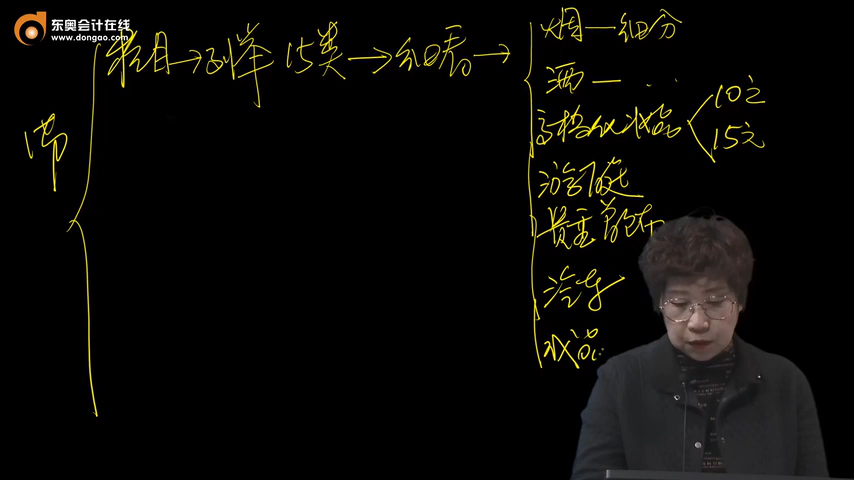 东奥会计在线
www.dongao.com
税目→列举15类→细看→
烟—细分
酒—
高档化妆品
10元
15元
游艇
贵重首饰
汽车
成品